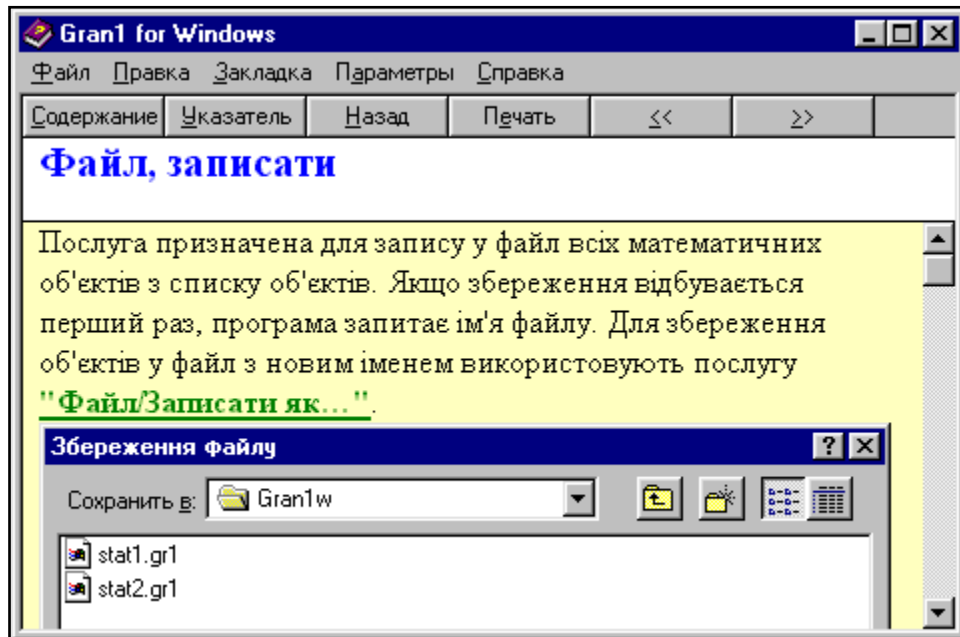 Gran1 for Windows
Файл Правка Закладка Параметры Справка
Содержание Указатель Назад Печать << >>
Файл, записати
Послуга призначена для запису у файл всіх математичних
об'єктів з списку об'єктів. Якщо збереження відбувається
перший раз, програма запитає ім'я файлу. Для збереження
об'єктів у файл з новим іменем використовують послугу
"Файл/Записати як...".
Збереження файлу
Сохранить в: Gran1w
stat1.gr1
stat2.gr1